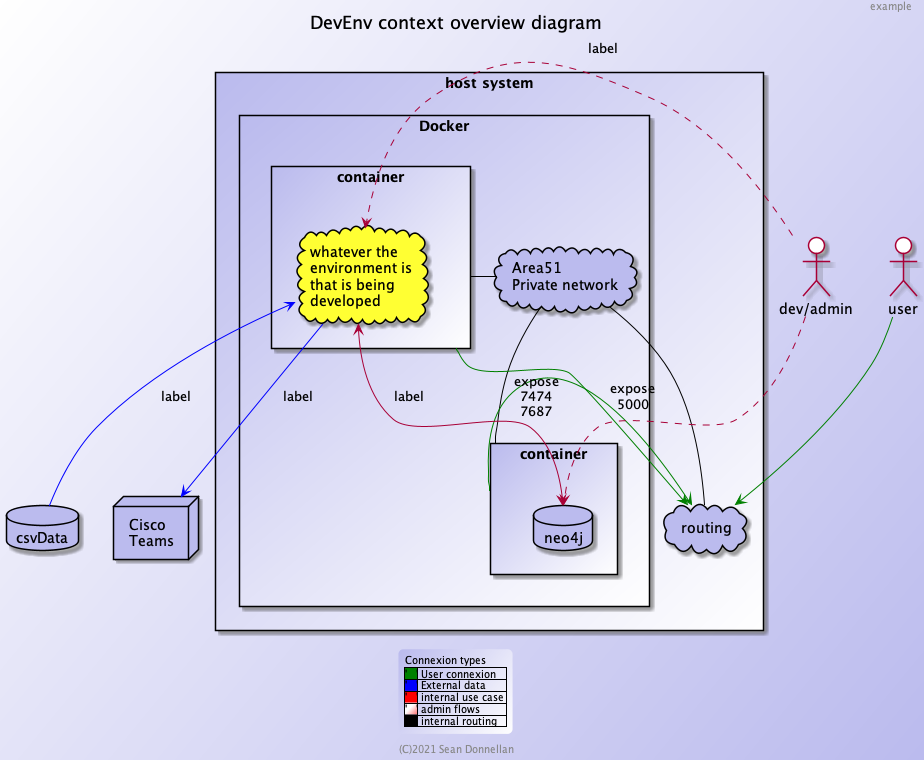 example
DevEnv context overview diagram
label
host system
Docker
container
whatever the
environment is
that is being
developed
Area51
Private network
dev/admin
user
label
label
label
expose
7474
7687
expose
5000
container
csvData
Cisco
Teams
neo4j
routing
Connexion types
User connexion
External data
internal use case
admin flows
internal routing
(C)2021 Sean Donnellan